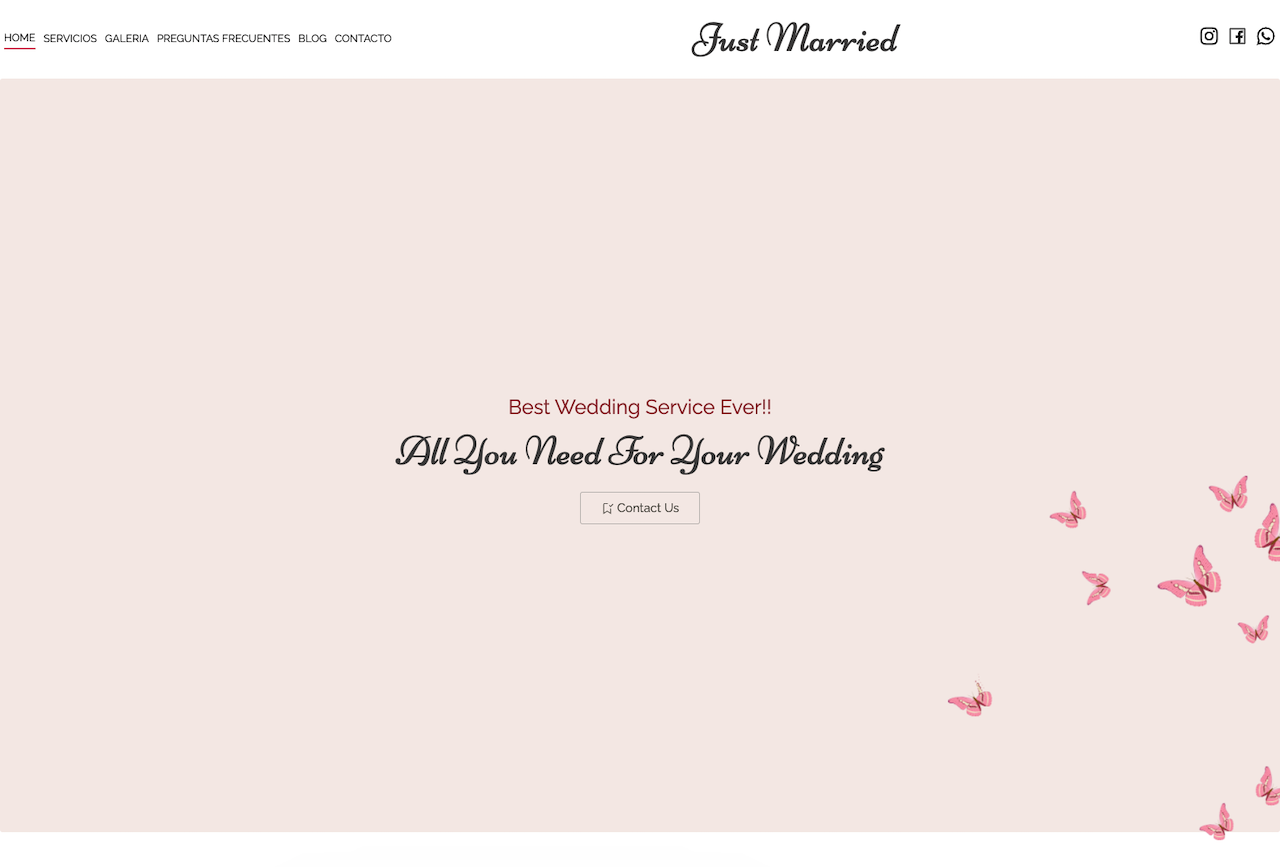 HOME SERVICIOS GALERIA PREGUNTAS FRECUENTES BLOG CONTACTO
Just Married
Best Wedding Service Ever!!
All You Need For Your Wedding
Contact Us